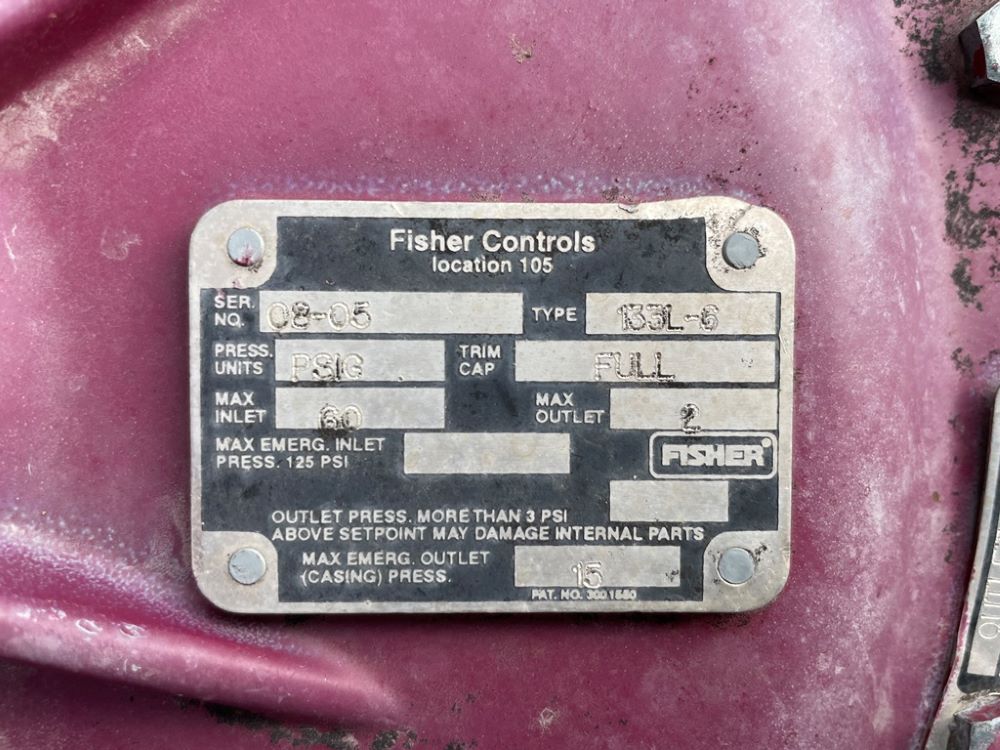 Fisher Controls
location 105
SER. NO. 08-05 TYPE 133L-6
PRESS. UNITS PSIG TRIM CAP FULL
MAX INLET 60 MAX OUTLET 2
MAX EMERG. INLET
PRESS. 125 PSI
FISHER®
OUTLET PRESS. MORE THAN 3 PSI
ABOVE SETPOINT MAY DAMAGE INTERNAL PARTS
MAX EMERG. OUTLET
(CASING) PRESS. 15
PAT. NO.